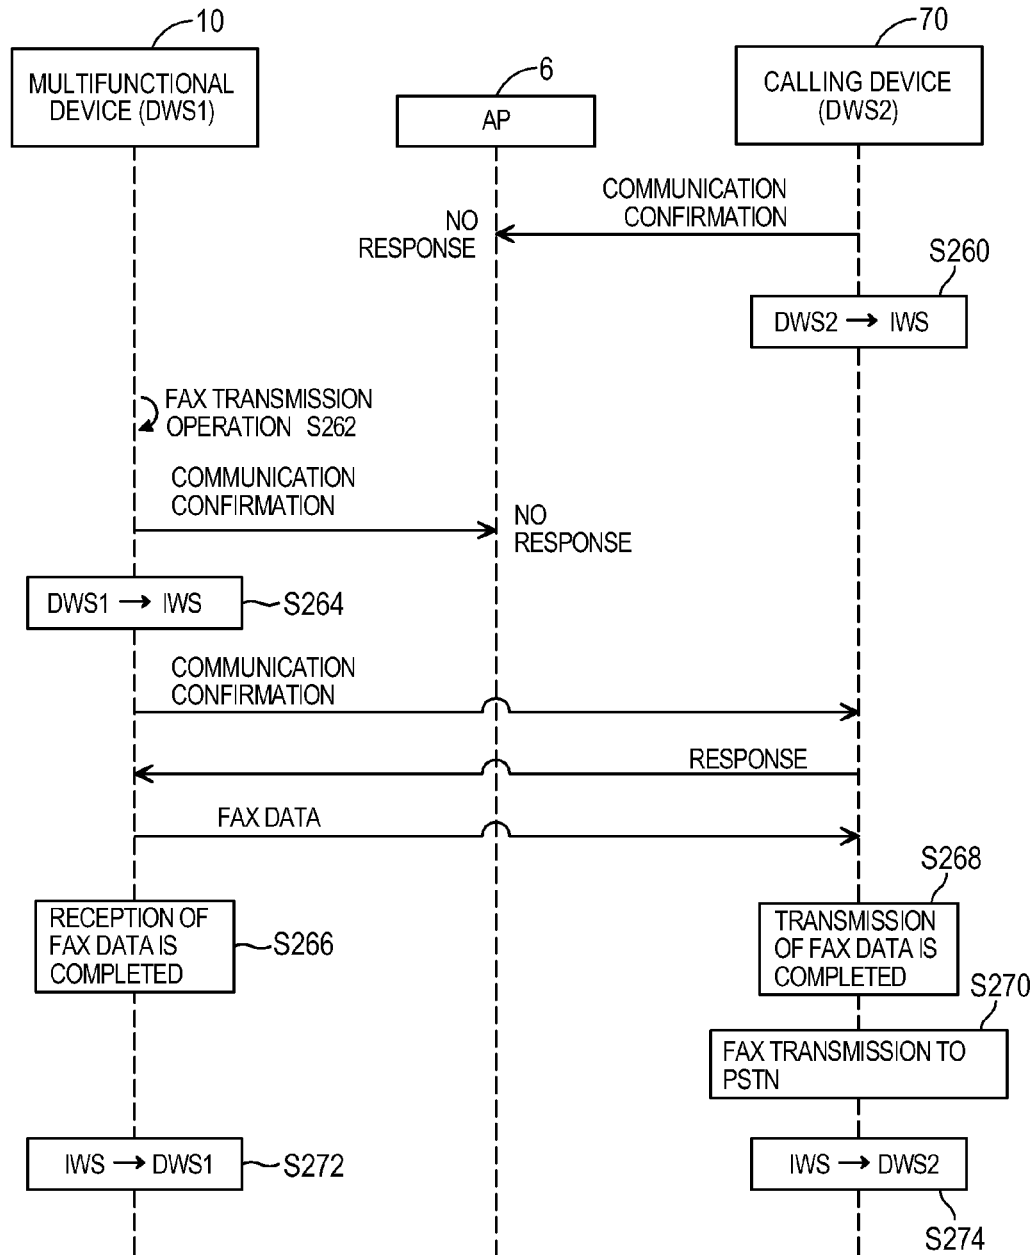 10
6
70
MULTIFUNCTIONAL
DEVICE (DWS1)
AP
CALLING DEVICE
(DWS2)
COMMUNICATION
CONFIRMATION
NO
RESPONSE
S260
DWS2 → IWS
FAX TRANSMISSION
OPERATION S262
COMMUNICATION
CONFIRMATION
NO
RESPONSE
DWS1 → IWS
S264
COMMUNICATION
CONFIRMATION
RESPONSE
FAX DATA
S268
RECEPTION OF
FAX DATA IS
COMPLETED
S266
TRANSMISSION
OF FAX DATA IS
COMPLETED
S270
FAX TRANSMISSION TO
PSTN
IWS → DWS1
S272
IWS → DWS2
S274